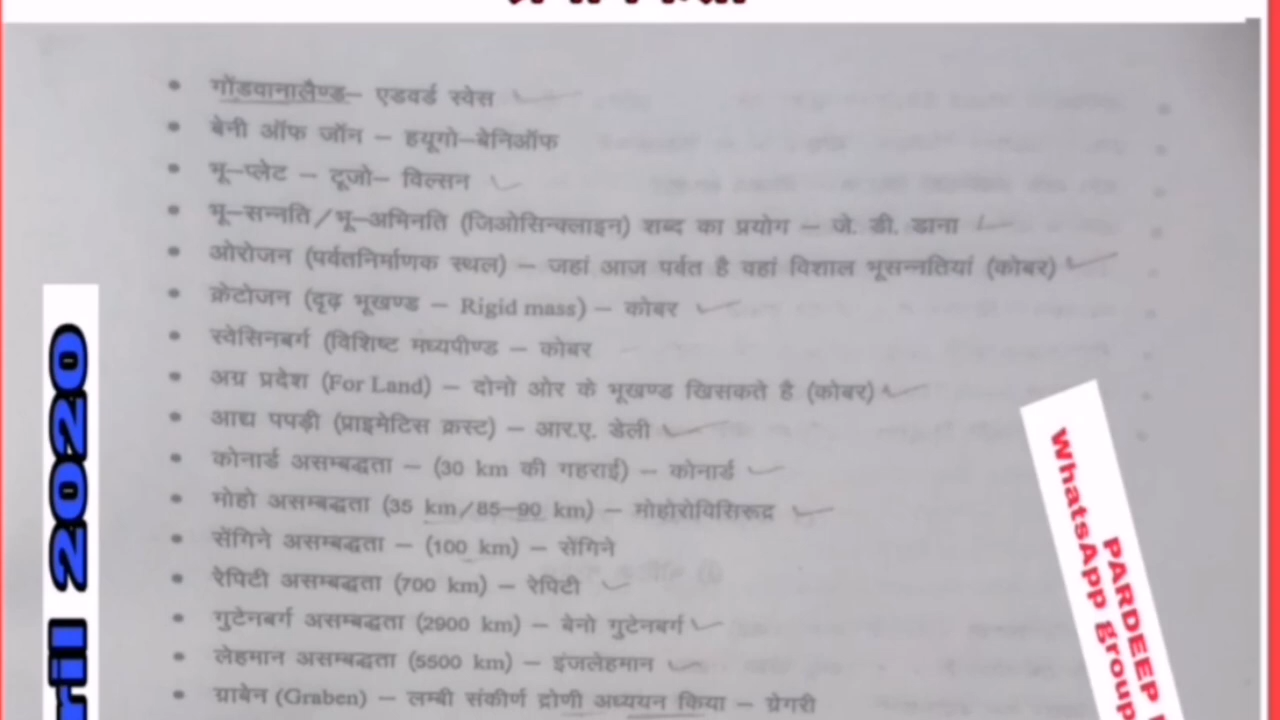 • गोंडवानालैण्ड– एडवर्ड स्वेस
• बेनी ऑफ जॉन – हयूगो–बेनिऑफ
• भू–प्लेट – टूजो– विल्सन
• भू–सन्नति/भू–अभिनति (जिओसिन्क्लाइन) शब्द का प्रयोग – जे. डी. डाना
• ओरोजन (पर्वतनिर्माणक स्थल) – जहां आज पर्वत है वहां विशाल भूसन्नतियां (कोबर)
• क्रेटोजन (दृढ़ भूखण्ड – Rigid mass) – कोबर
• स्वेसिनबर्ग (विशिष्ट मध्यपीण्ड – कोबर
• अग्र प्रदेश (For Land) – दोनो ओर के भूखण्ड खिसकते है (कोबर)
• आद्य पपड़ी (प्राइमेटिस क्रस्ट) – आर.ए. डेली
• कोनार्ड असम्बद्धता – (30 km की गहराई) – कोनार्ड
• मोहो असम्बद्धता (35 km/85–90 km) – मोहोरोविसिरूद्र
• सेंगिने असम्बद्धता – (100 km) – सेंगिने
• रैपिटी असम्बद्धता (700 km) – रेपिटी
• गुटेनबर्ग असम्बद्धता (2900 km) – बेनो गुटेनबर्ग
• लेहमान असम्बद्धता (5500 km) – इंजलेहमान
• ग्राबेन (Graben) – लम्बी संकीर्ण द्रोणी अध्ययन किया – ग्रेगरी
ril 2020
PARDEEP
WhatsApp group